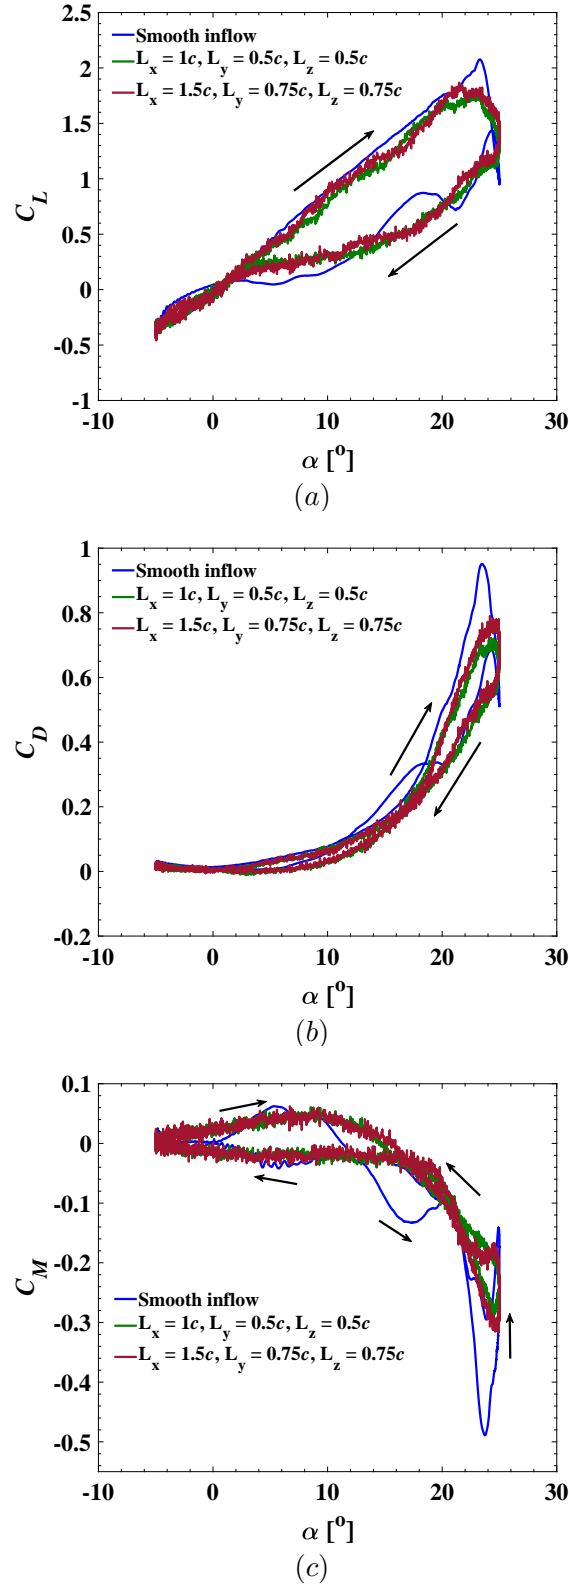 Smooth inflow
L_x = 1c, L_y = 0.5c, L_z = 0.5c
L_x = 1.5c, L_y = 0.75c, L_z = 0.75c
2.5
2
1.5
1
0.5
0
-0.5
-1
C_L
-10 0 10 20 30
α [°]
(a)
Smooth inflow
L_x = 1c, L_y = 0.5c, L_z = 0.5c
L_x = 1.5c, L_y = 0.75c, L_z = 0.75c
1
0.8
0.6
0.4
0.2
0
-0.2
C_D
-10 0 10 20 30
α [°]
(b)
0.1
0
-0.1
-0.2
-0.3
-0.4
-0.5
C_M
Smooth inflow
L_x = 1c, L_y = 0.5c, L_z = 0.5c
L_x = 1.5c, L_y = 0.75c, L_z = 0.75c
-10 0 10 20 30
α [°]
(c)